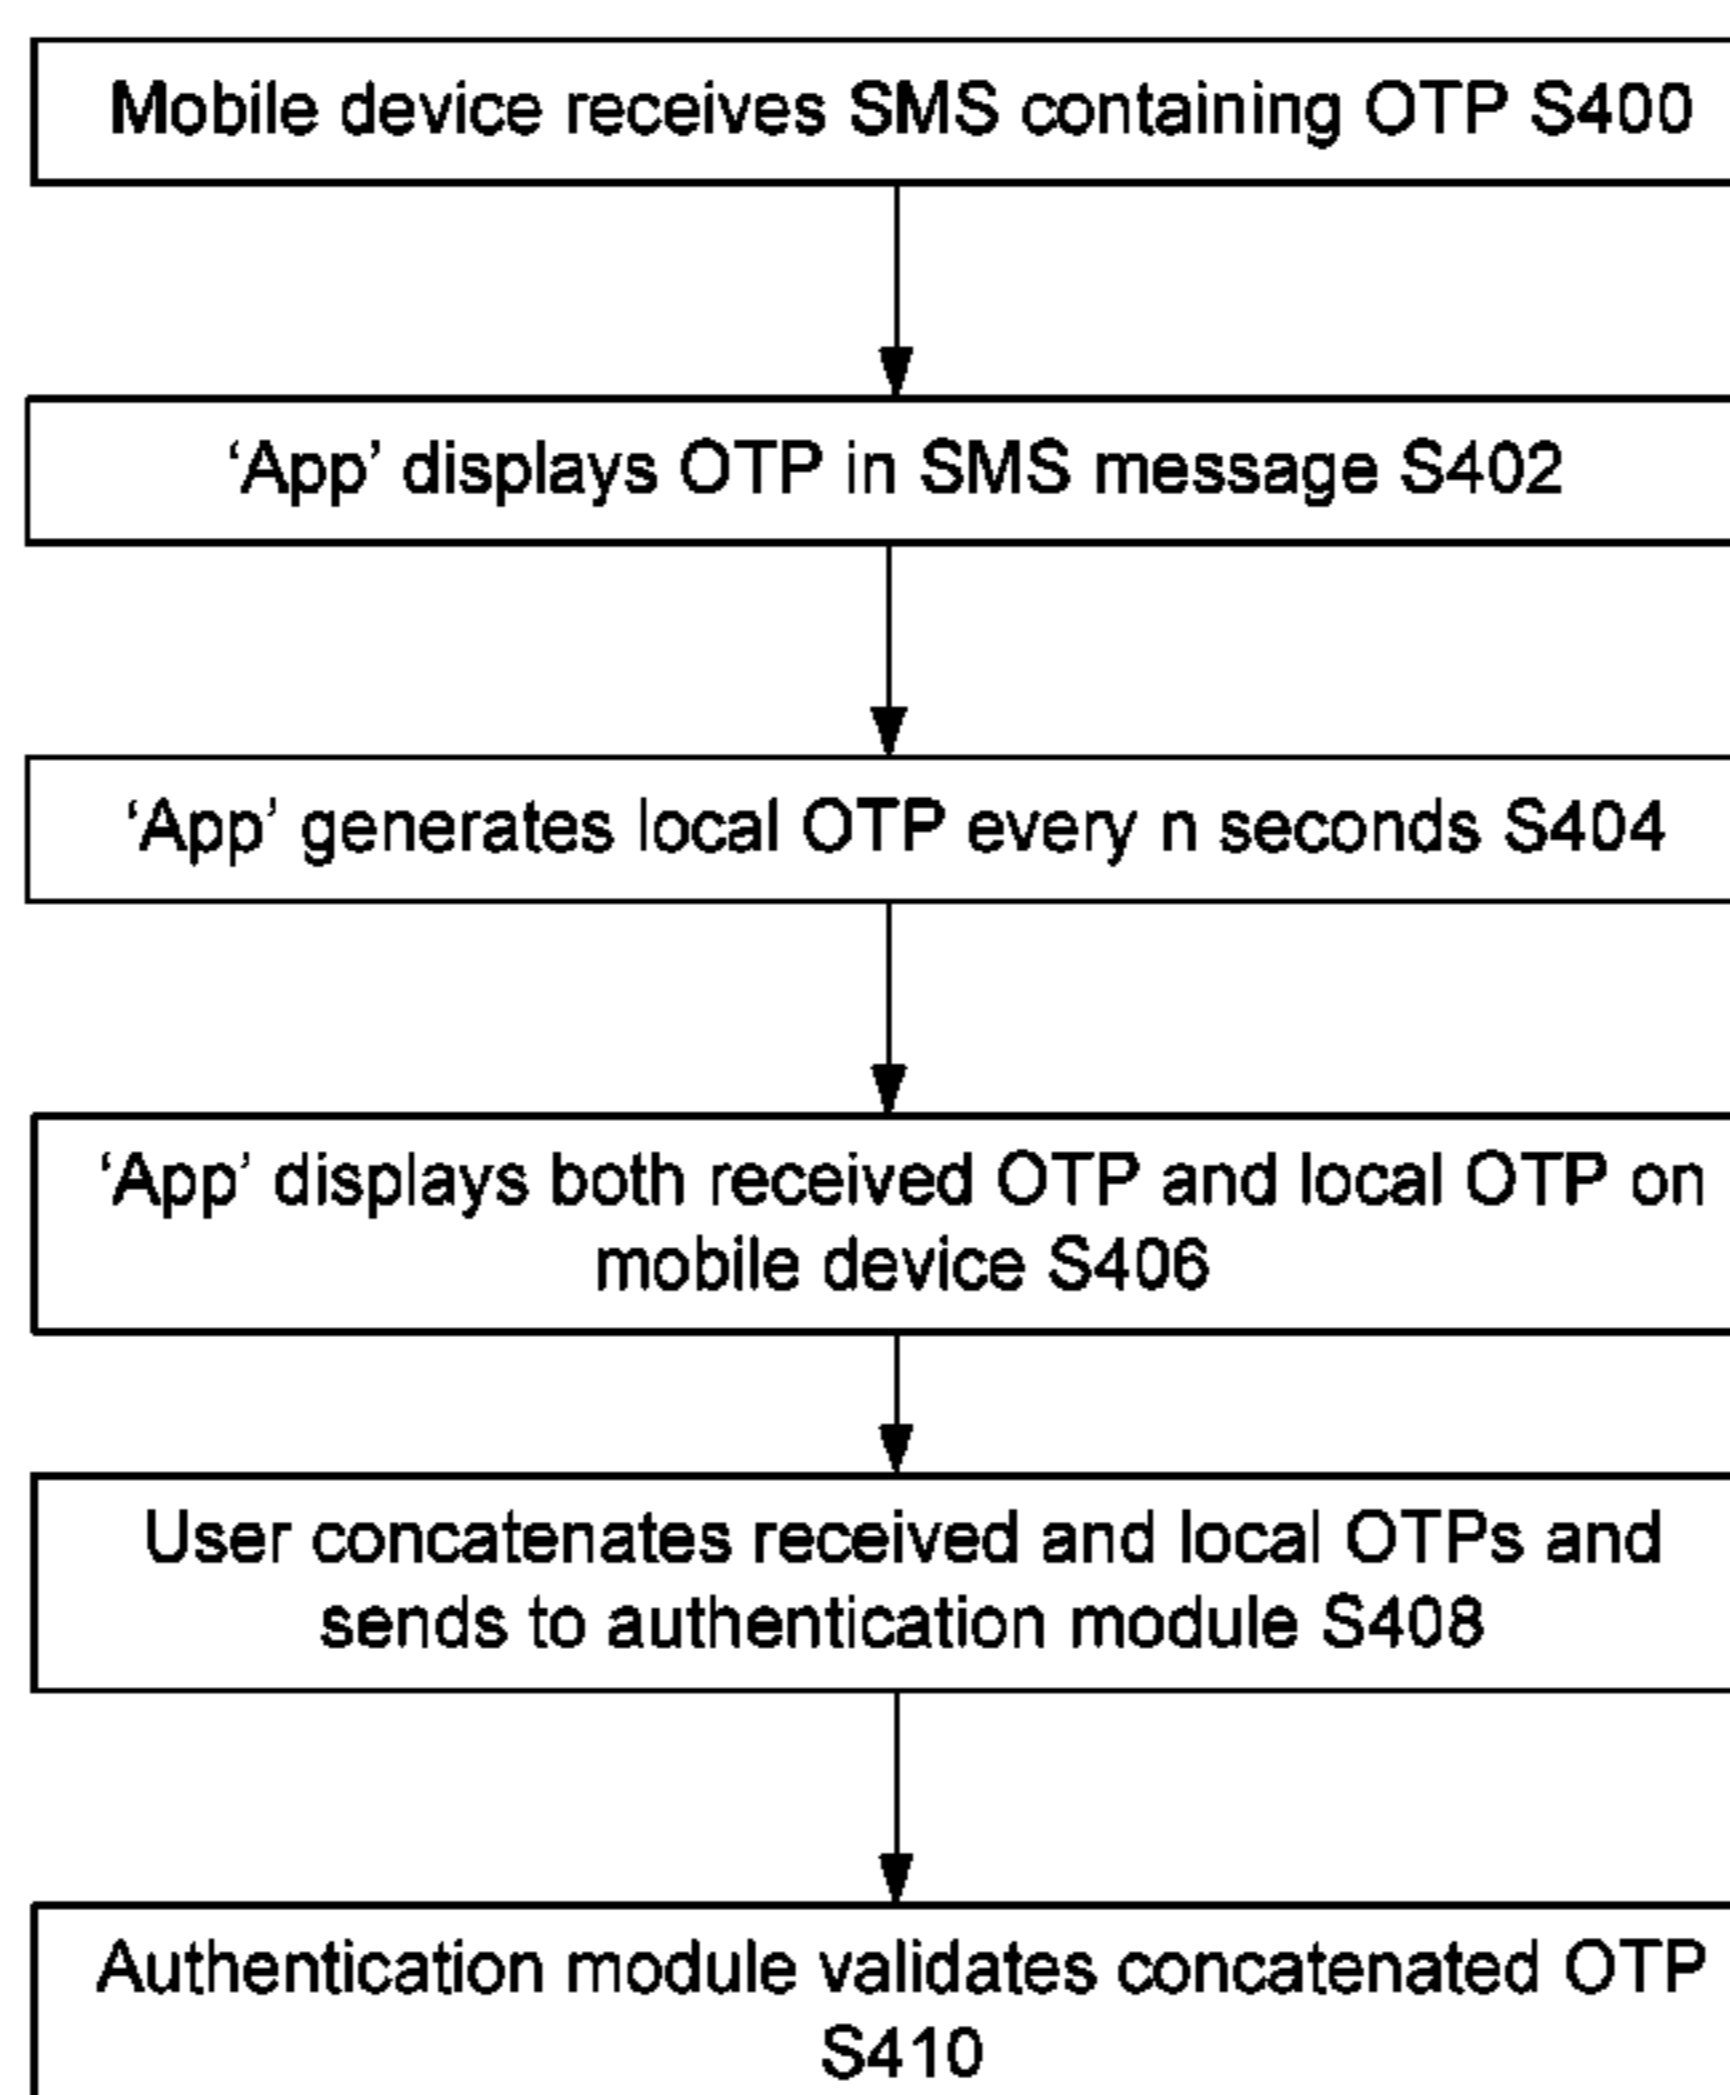 Mobile device receives SMS containing OTP S400
‘App’ displays OTP in SMS message S402
‘App’ generates local OTP every n seconds S404
‘App’ displays both received OTP and local OTP on
mobile device S406
User concatenates received and local OTPs and
sends to authentication module S408
Authentication module validates concatenated OTP
S410